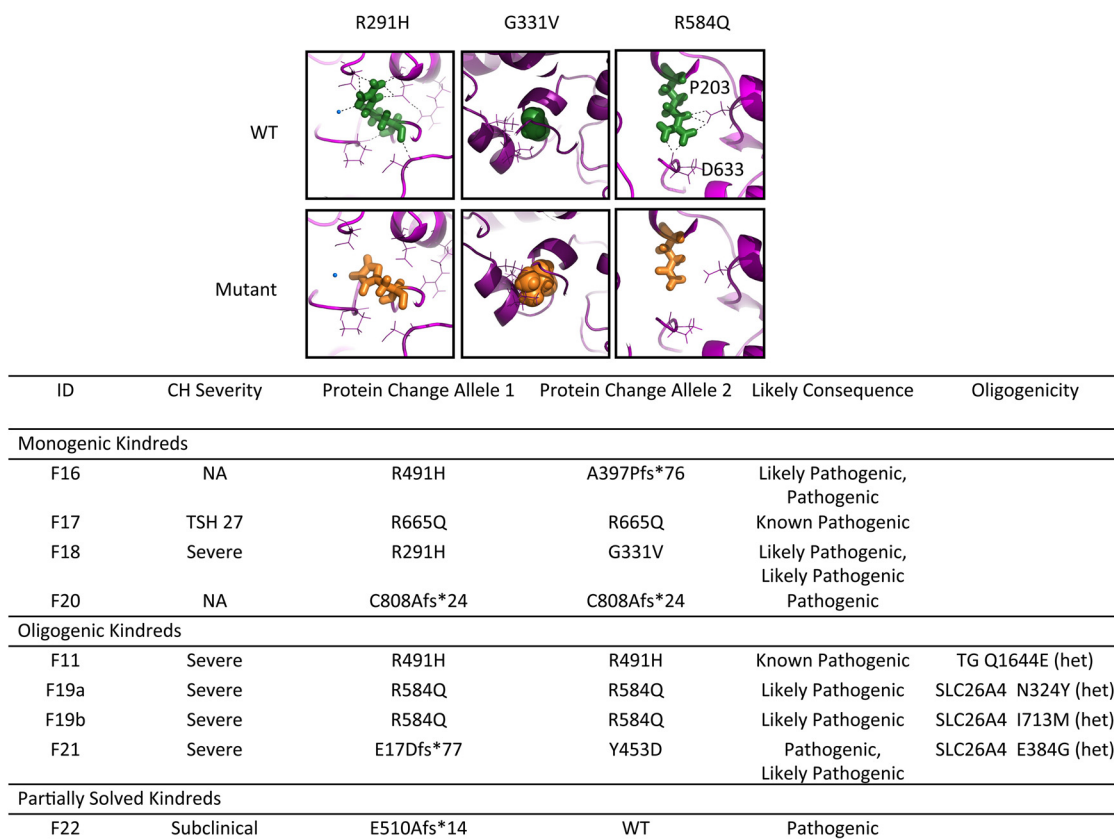 R291H G331V R584Q
WT
P203
D633
Mutant
ID CH Severity Protein Change Allele 1 Protein Change Allele 2 Likely Consequence Oligogenicity
Monogenic Kindreds
F16 NA R491H A397Pfs*76 Likely Pathogenic,
Pathogenic
F17 TSH 27 R665Q R665Q Known Pathogenic
F18 Severe R291H G331V Likely Pathogenic,
Likely Pathogenic
F20 NA C808Afs*24 C808Afs*24 Pathogenic
Oligogenic Kindreds
F11 Severe R491H R491H Known Pathogenic TG Q1644E (het)
F19a Severe R584Q R584Q Likely Pathogenic SLC26A4 N324Y (het)
F19b Severe R584Q R584Q Likely Pathogenic SLC26A4 I713M (het)
F21 Severe E17Dfs*77 Y453D Pathogenic, SLC26A4 E384G (het)
Likely Pathogenic
Partially Solved Kindreds
F22 Subclinical E510Afs*14 WT Pathogenic